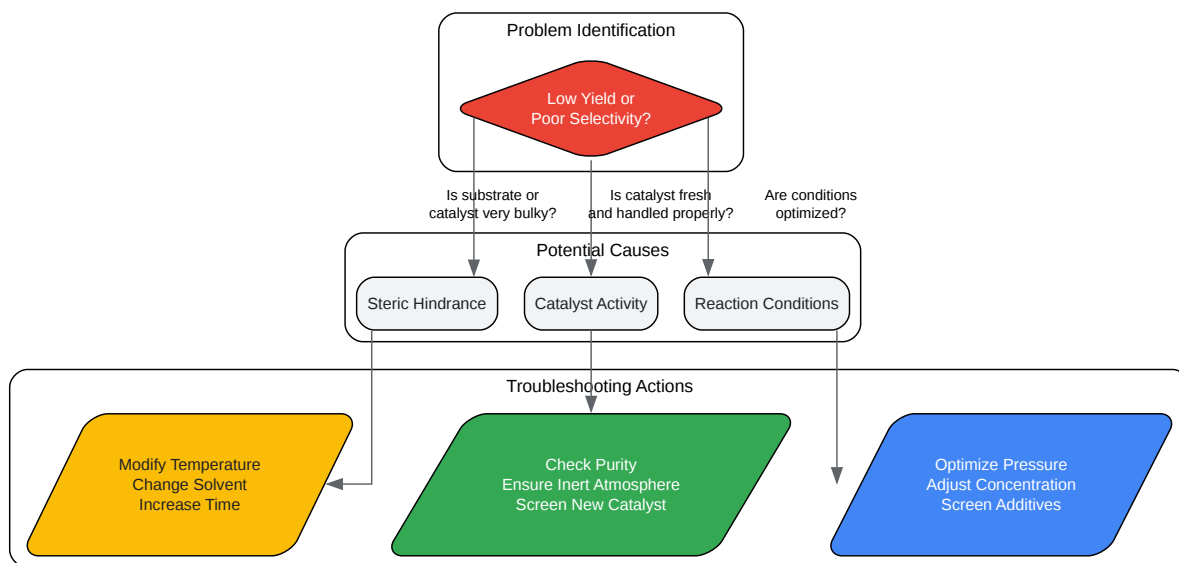 Problem Identification
Low Yield or
Poor Selectivity?
Is substrate or
catalyst very bulky?
Is catalyst fresh
and handled properly?
Are conditions
optimized?
Potential Causes
Steric Hindrance
Catalyst Activity
Reaction Conditions
Troubleshooting Actions
Modify Temperature
Change Solvent
Increase Time
Check Purity
Ensure Inert Atmosphere
Screen New Catalyst
Optimize Pressure
Adjust Concentration
Screen Additives